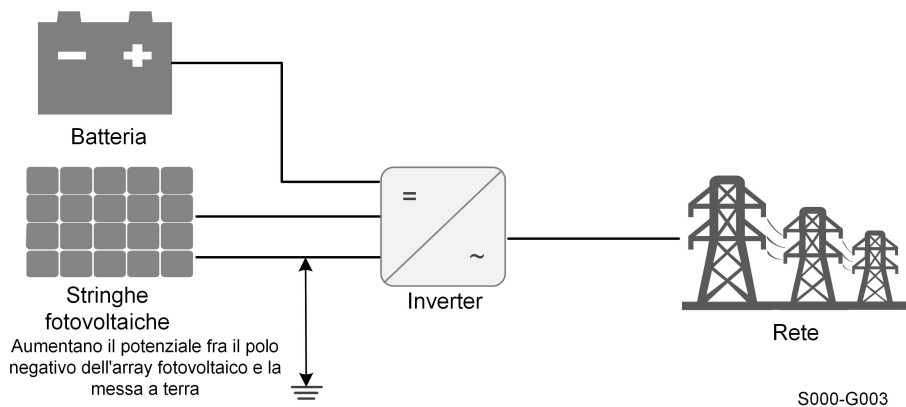 Batteria
Stringhe
fotovoltaiche
Aumentano il potenziale fra il polo
negativo dell'array fotovoltaico e la
messa a terra
=
~
Inverter
Rete
S000-G003